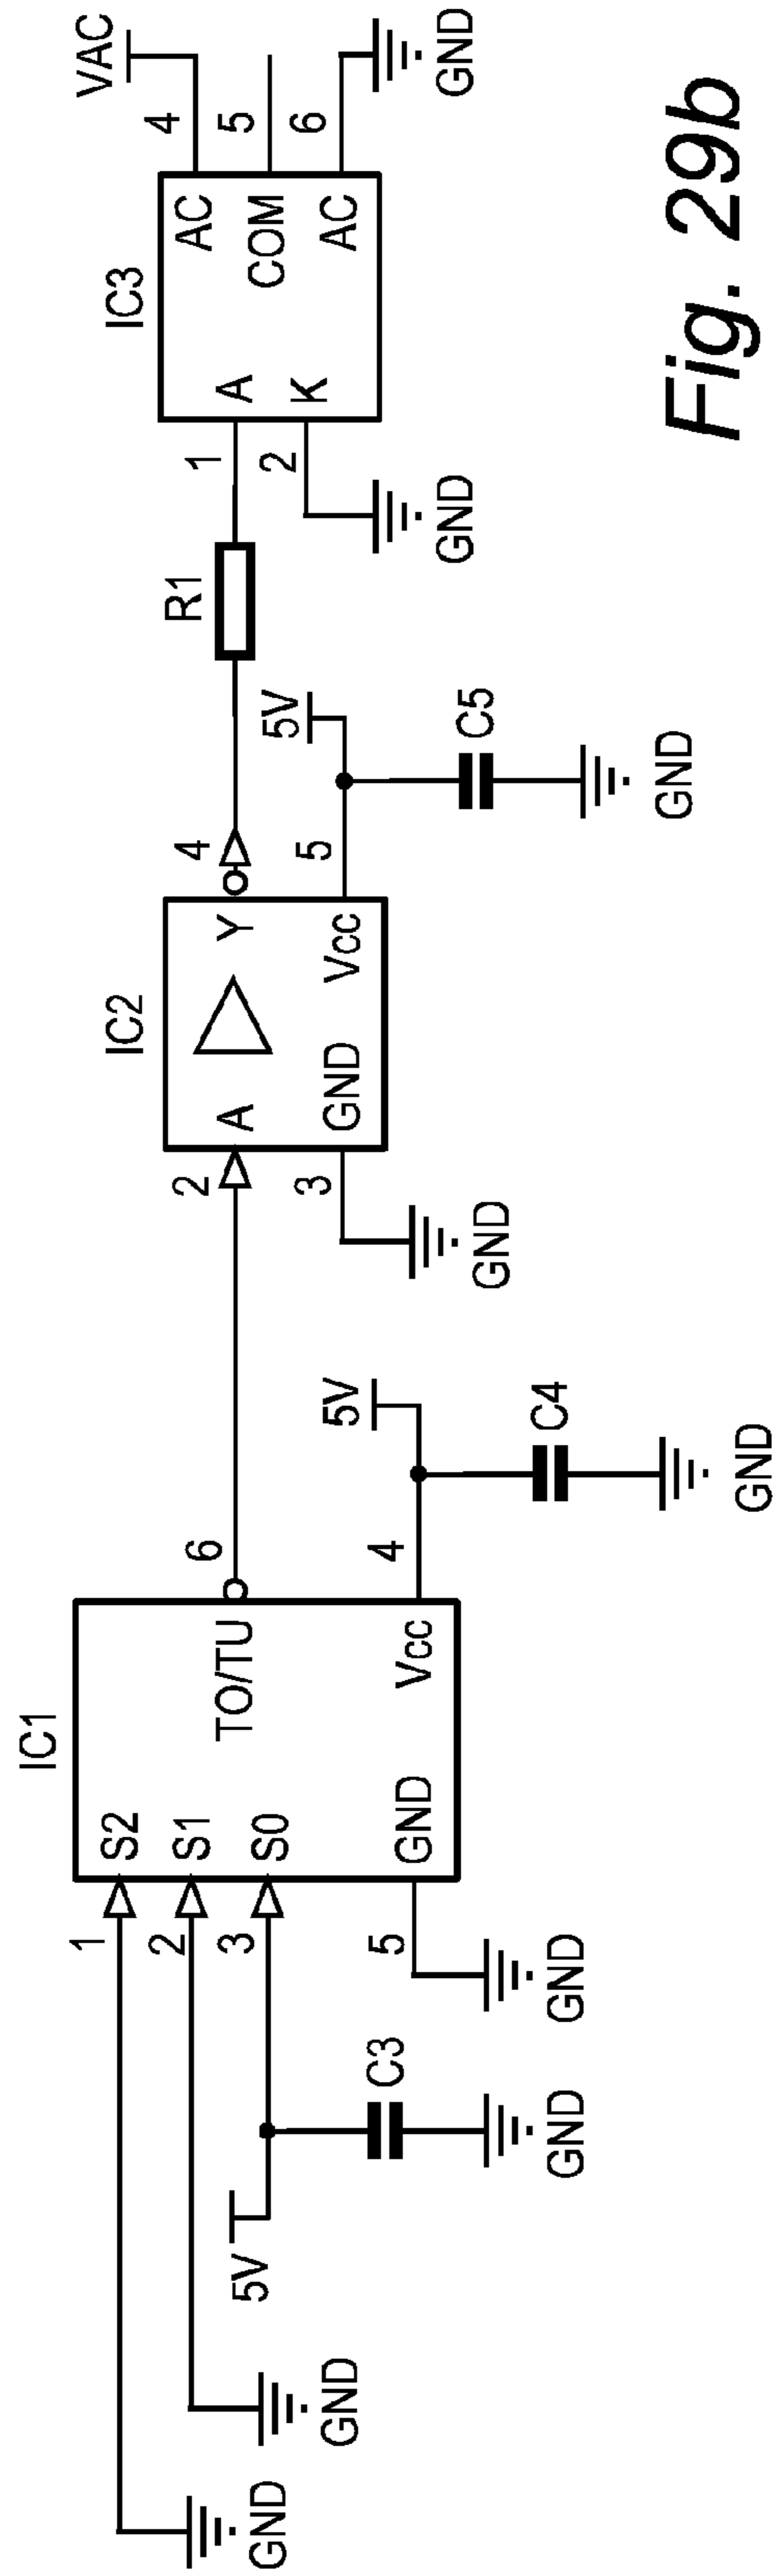 IC1
1
S2
2
S1
3
S0
TO/TU
6
5
GND
Vcc
4
GND
GND
5V
C3
GND
GND
5V
C4
GND
IC2
2
A
Y
4
3
GND
Vcc
5
GND
5V
C5
GND
R1
IC3
1
A
2
K
GND
AC
4
COM
5
AC
6
VAC
GND
Fig. 29b